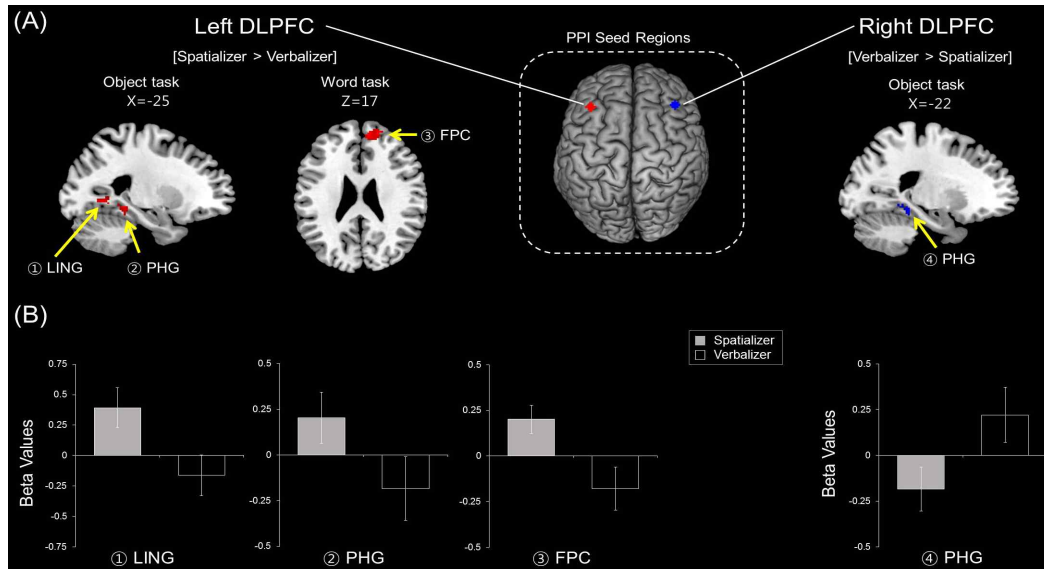 (A)
Left DLPFC
Right DLPFC
[Spatializer > Verbalizer]
PPI Seed Regions
[Verbalizer > Spatializer]
Object task
X=-25
Word task
Z=17
Object task
X=-22
③ FPC
① LING
② PHG
④ PHG
(B)
Spatializer
Verbalizer
Beta Values
0.75
0.5
0.25
0
-0.25
-0.5
-0.75
① LING
0.5
0.25
0
-0.25
-0.5
② PHG
0.5
0.25
0
-0.25
-0.5
③ FPC
Beta Values
0.5
0.25
0
-0.25
-0.5
④ PHG